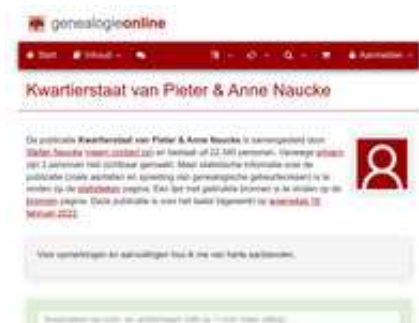 genealogieonline
Start Inhoud Aanmelden
Kwartierstaat van Pieter & Anne Naucke
De publicatie Kwartierstaat van Pieter & Anne Naucke is samengesteld door
Stefan Naucke (neem contact op) en bestaat uit 22.345 personen. Vanwege privacy
zijn 3 personen niet zichtbaar gemaakt. Meer statistische informatie over de
publicatie (zoals aantallen en spreiding van genealogische gebeurtenissen) is te
vinden op de statistieken pagina. Een lijst met gebruikte bronnen is te vinden op de
bronnen pagina. Deze publicatie is voor het laatst bijgewerkt op
februari 2022.
Voor opmerkingen en aanvullingen hou ik me van harte aanbevolen.